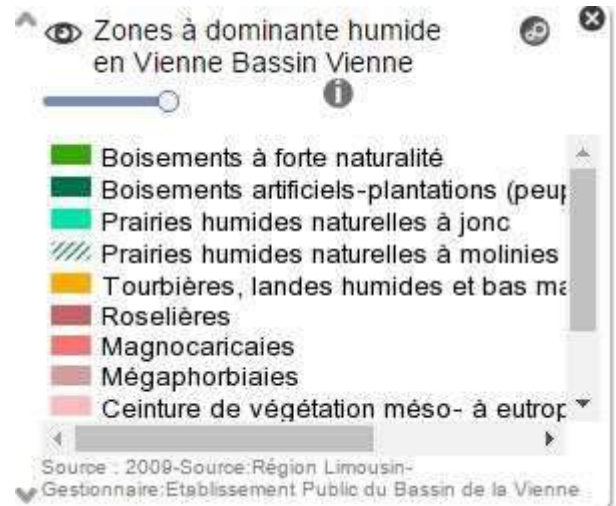 Zones à dominante humide
en Vienne Bassin Vienne
Boisements à forte naturalité
Boisements artificiels-plantations (peup
Prairies humides naturelles à jonc
Prairies humides naturelles à molinies
Tourbières, landes humides et bas ma
Roselières
Magnocaricaies
Mégaphorbiaies
Ceinture de végétation méso- à eutrop
Source : 2009-Source:Région Limousin-
Gestionnaire:Etablissement Public du Bassin de la Vienne